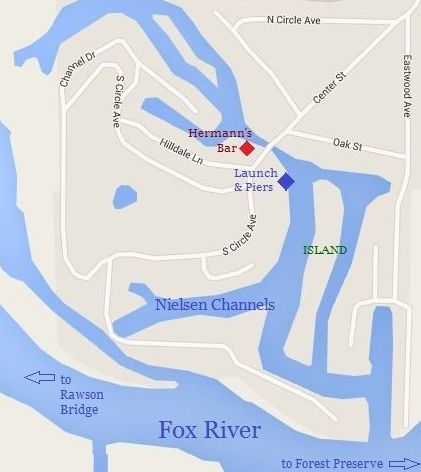 N Circle Ave
Channel Dr
S Circle Ave
Center St
Eastwood Ave
Hermann's
Bar
Hilldale Ln
Oak St
Launch
& Piers
S Circle Ave
ISLAND
Nielsen Channels
to
Rawson
Bridge
Fox River
to Forest Preserve